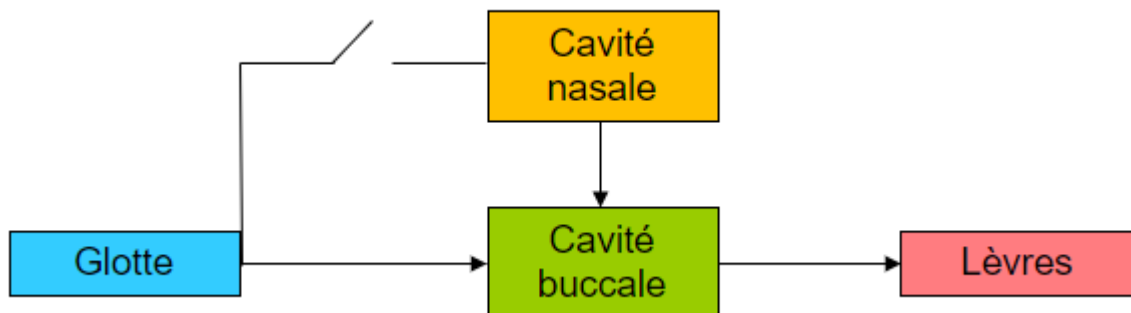 Cavité
nasale
Glotte
Cavité
buccale
Lèvres